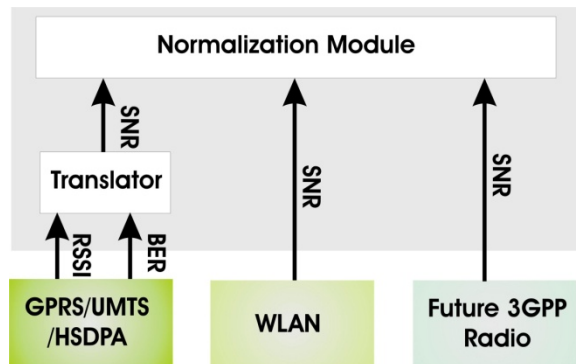 Normalization Module
SNR
SNR
SNR
Translator
RSSI
BER
GPRS/UMTS
/HSDPA
WLAN
Future 3GPP
Radio